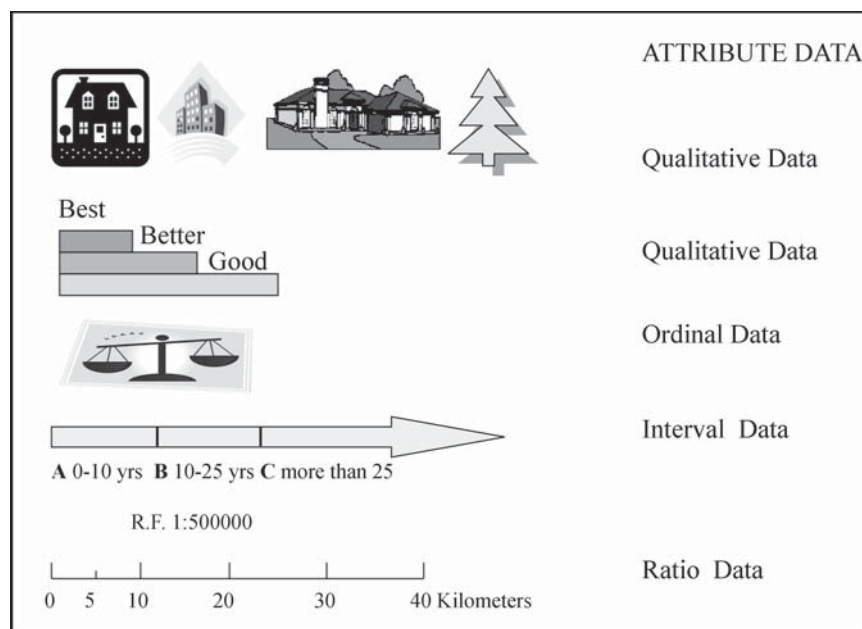 ATTRIBUTE DATA
Qualitative Data
Best
Better
Good
Qualitative Data
Ordinal Data
Interval Data
A 0-10 yrs B 10-25 yrs C more than 25
R.F. 1:500000
Ratio Data
0 5 10 20 30 40 Kilometers